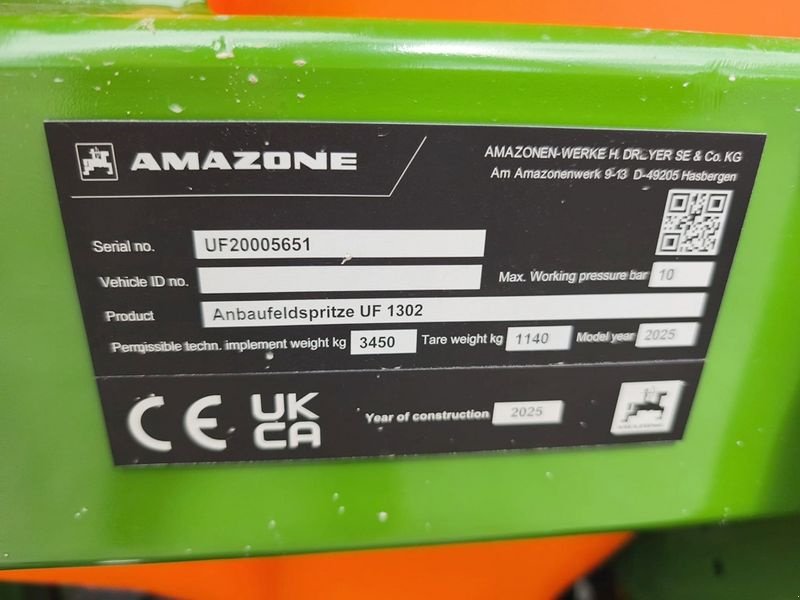 AMAZONE
AMAZONEN-WERKE H. DREYER SE & Co. KG
Am Amazonenwerk 9-13 D-49205 Hasbergen
Serial no. UF20005651
Vehicle ID no.
Max. Working pressure bar 10
Product Anbaufeldspritze UF 1302
Permissible techn. implement weight kg 3450 Tare weight kg 1140 Model year 2025
CE UK CA Year of construction 2025
AMAZONE